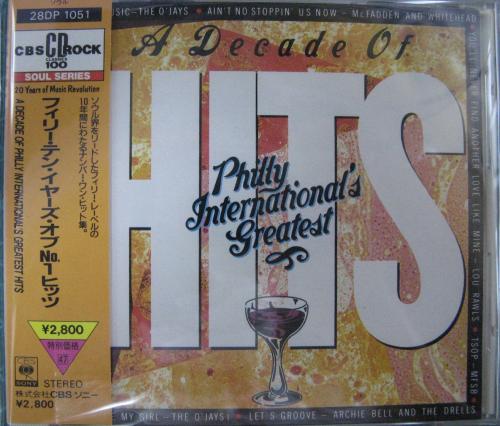 28DP 1051
CBS CD ROCK
CLASSICS
100
SOUL SERIES
20 Years of Music Revolution
フィリー・テン・イヤーズ・オブNo.1ヒッツ
A DECADE OF PHILLY INTERNATIONAL'S GREATEST HITS
ソウル界をリードしたフィリー・レーベルの
10年間にわたるナンバー・ワン・ヒット集。
¥2,800
特別価格
47
CBS
SONY
STEREO
株式会社CBS・ソニー
¥2,800
MUSIC–THE O'JAYS • AIN'T NO STOPPIN' US NOW – McFADDEN AND WHITEHEAD
YOU'LL NEVER FIND ANOTHER LOVE LIKE MINE – LOU RAWLS • TSOP–MFSB
A Decade Of
HITS
Philly
International's
Greatest
MY GIRL–THE O'JAYS • LET'S GROOVE – ARCHIE BELL AND THE DRELLS